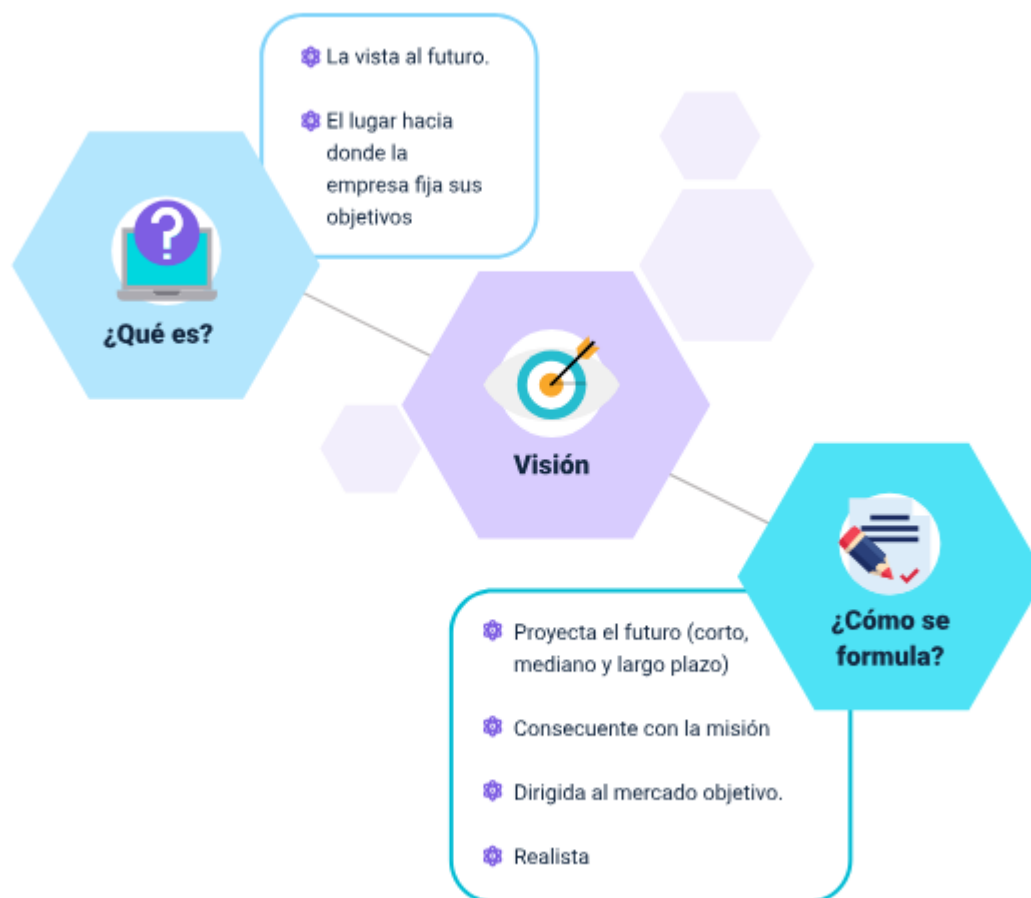 La vista al futuro.
El lugar hacia
donde la
empresa fija sus
objetivos
¿Qué es?
Visión
¿Cómo se
formula?
Proyecta el futuro (corto,
mediano y largo plazo)
Consecuente con la misión
Dirigida al mercado objetivo.
Realista